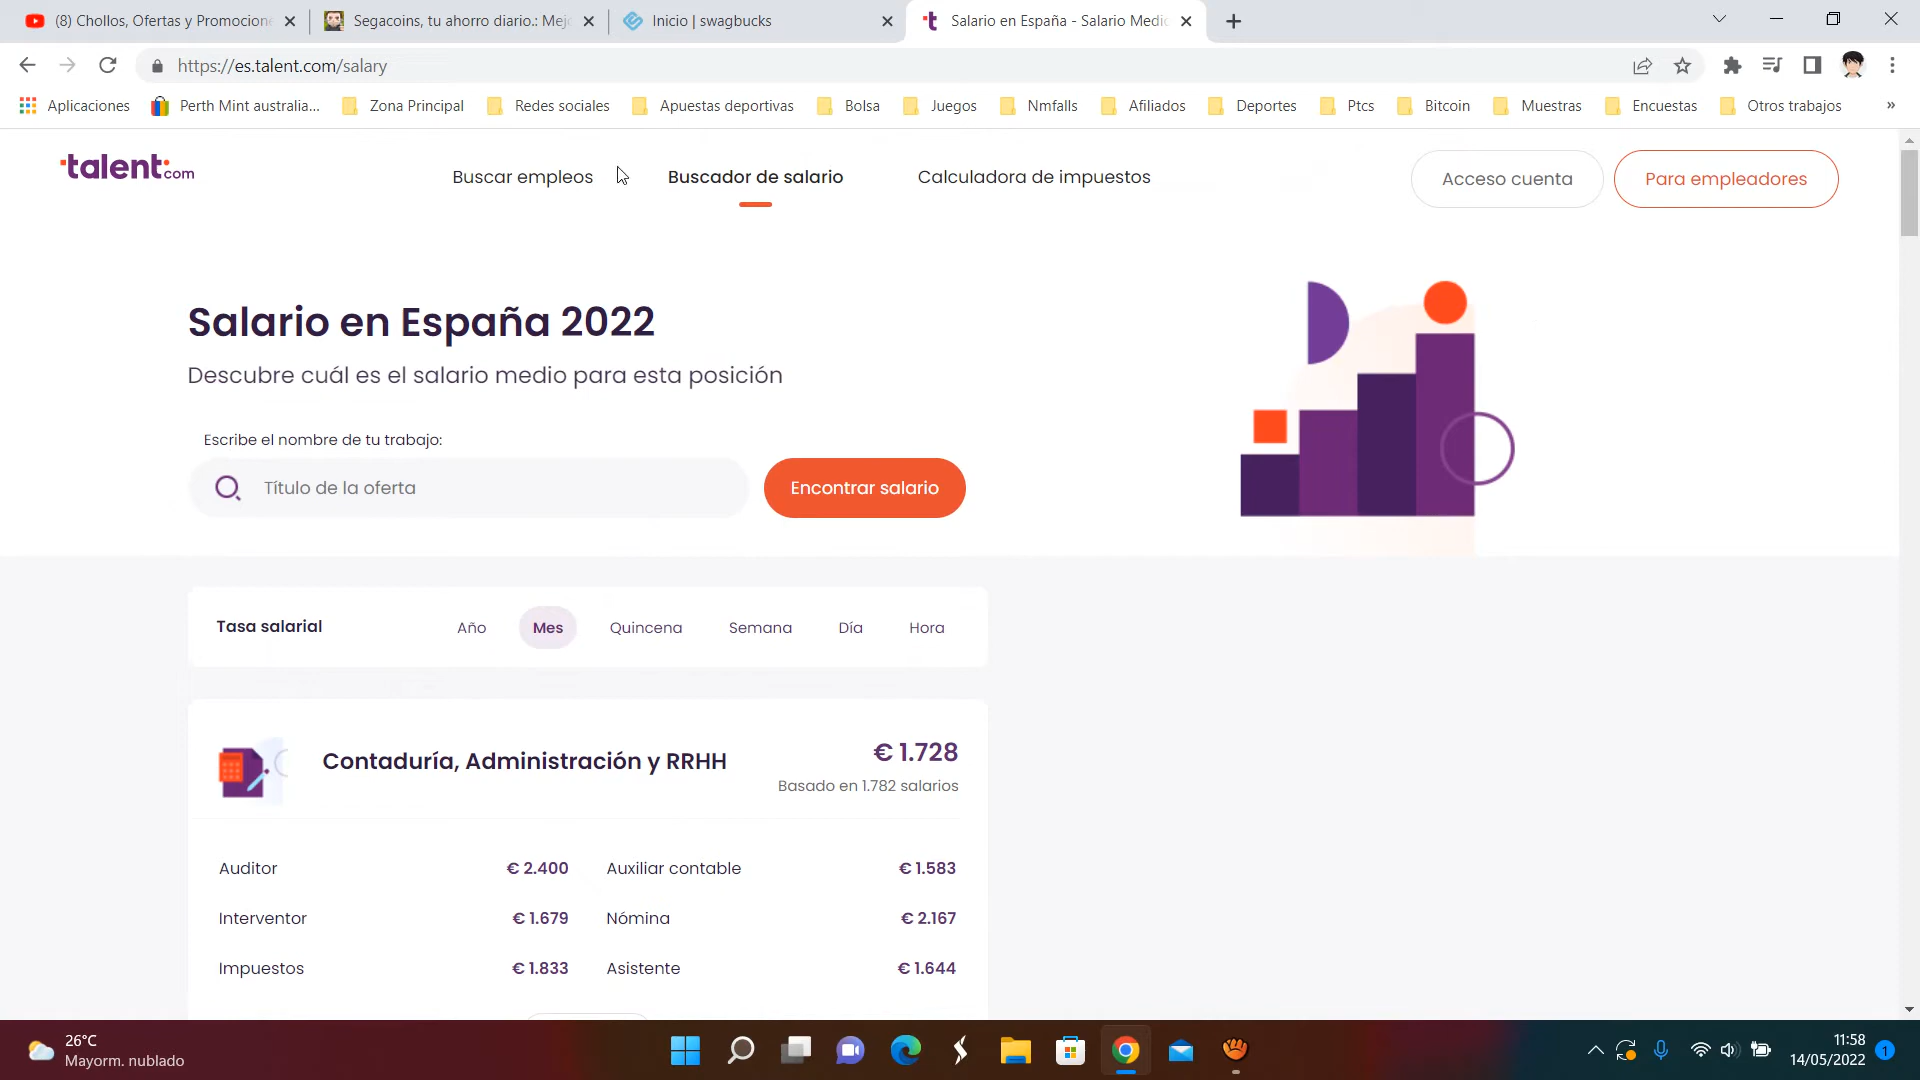 (8) Chollos, Ofertas y Promocione
Segacoins, tu ahorro diario.: Mejo
Inicio | swagbucks
Salario en España - Salario Medio
https://es.talent.com/salary
Aplicaciones
Perth Mint australia...
Zona Principal
Redes sociales
Apuestas deportivas
Bolsa
Juegos
Nmfalls
Afiliados
Deportes
Ptcs
Bitcoin
Muestras
Encuestas
Otros trabajos
»
talent.com
Buscar empleos
Buscador de salario
Calculadora de impuestos
Acceso cuenta
Para empleadores
Salario en España 2022
Descubre cuál es el salario medio para esta posición
Escribe el nombre de tu trabajo:
Título de la oferta
Encontrar salario
Tasa salarial
Año
Mes
Quincena
Semana
Día
Hora
Contaduría, Administración y RRHH
€ 1.728
Basado en 1.782 salarios
Auditor € 2.400
Auxiliar contable € 1.583
Interventor € 1.679
Nómina € 2.167
Impuestos € 1.833
Asistente € 1.644
26°C
Mayorm. nublado
11:58
14/05/2022
1